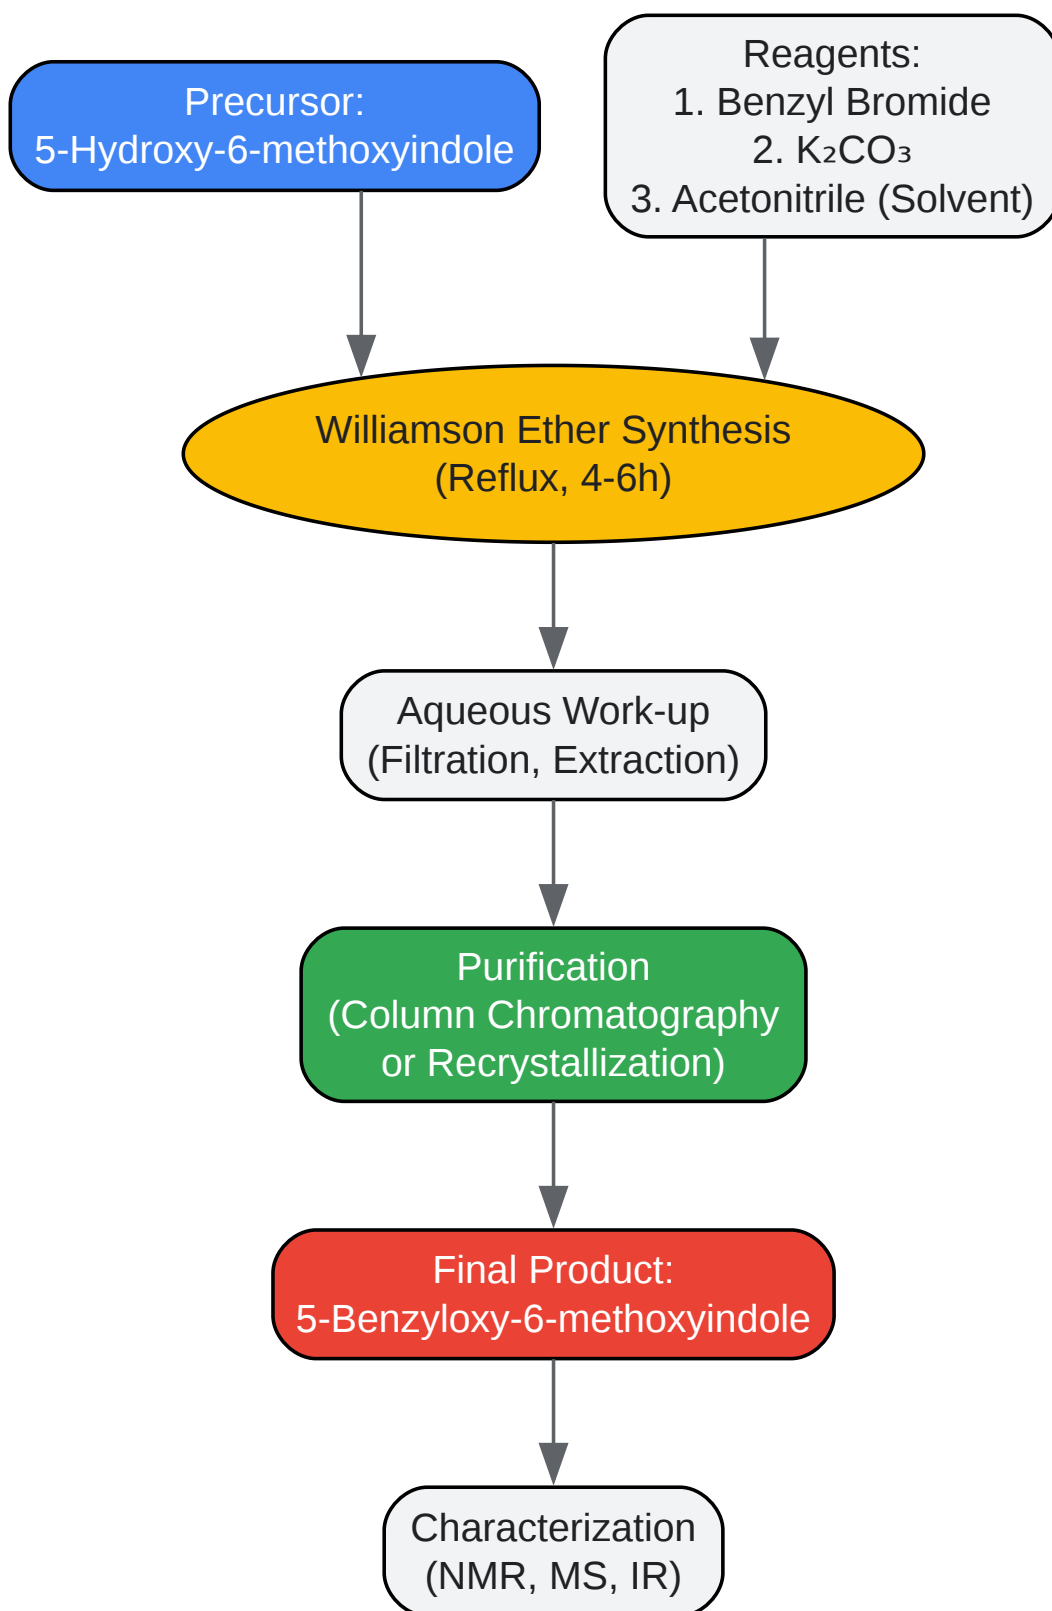 Precursor:
5-Hydroxy-6-methoxyindole
Reagents:
1. Benzyl Bromide
2. K₂CO₃
3. Acetonitrile (Solvent)
Williamson Ether Synthesis
(Reflux, 4-6h)
Aqueous Work-up
(Filtration, Extraction)
Purification
(Column Chromatography
or Recrystallization)
Final Product:
5-Benzyloxy-6-methoxyindole
Characterization
(NMR, MS, IR)